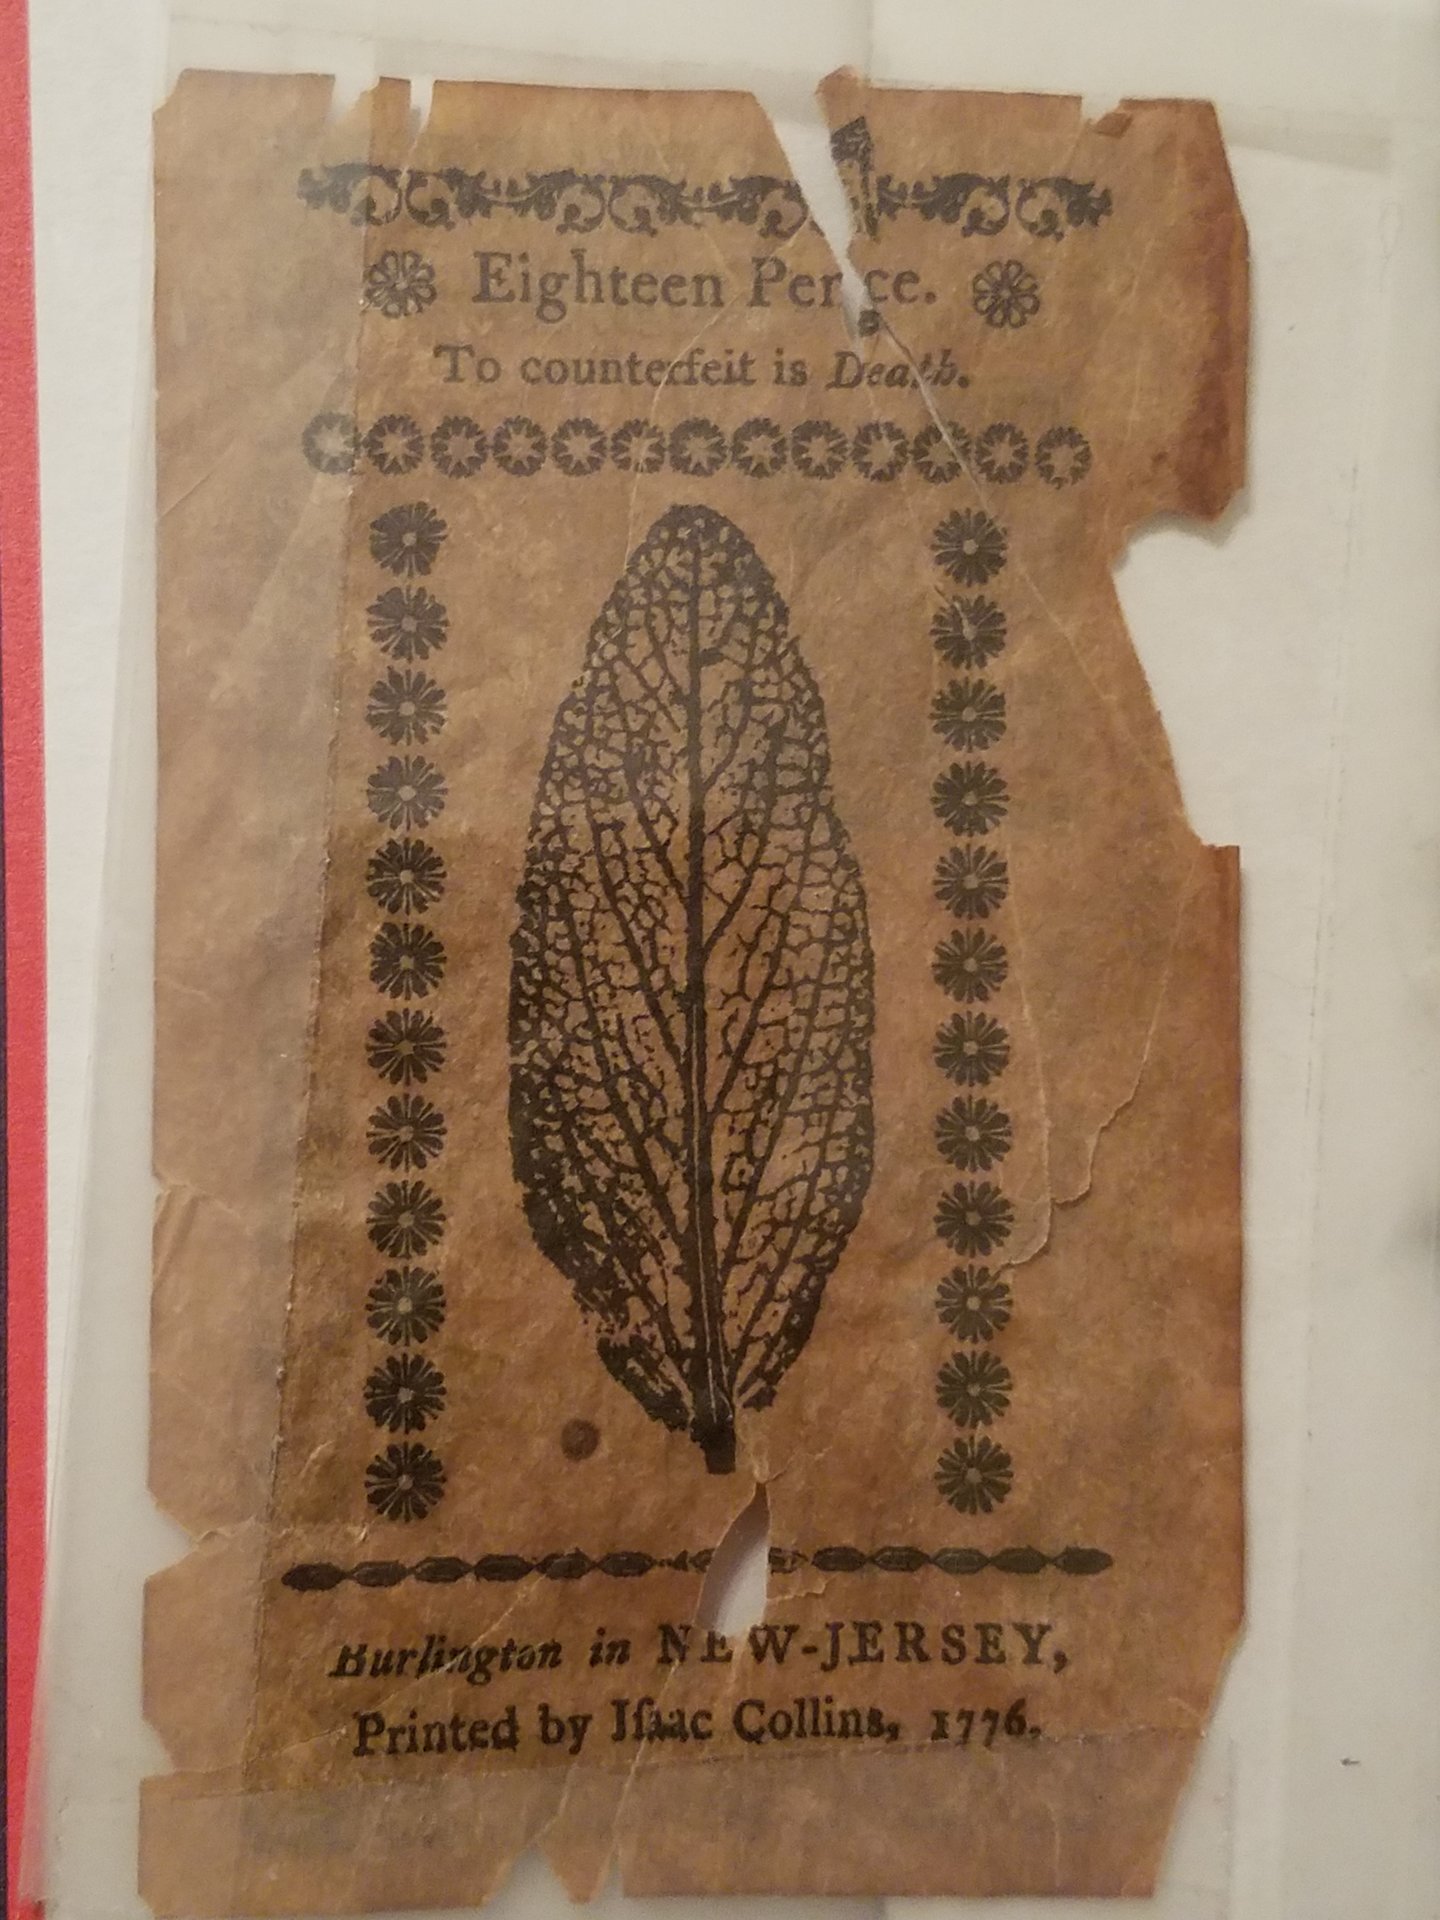 Eighteen Pence.
To counterfeit is Death.
Burlington in NEW-JERSEY,
Printed by Iſaac Collins, 1776.